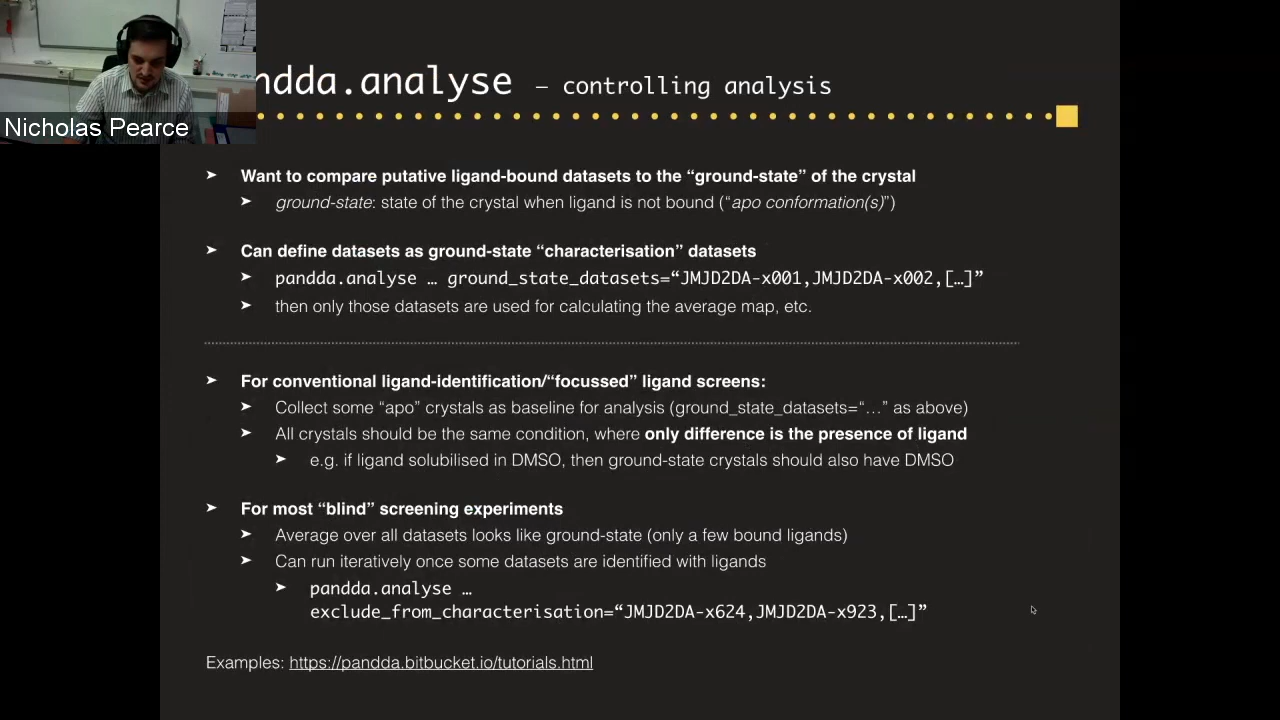 ndda.analyse – controlling analysis
Nicholas Pearce
➤ Want to compare putative ligand-bound datasets to the “ground-state” of the crystal
➤ ground-state: state of the crystal when ligand is not bound (“apo conformation(s)”)
➤ Can define datasets as ground-state “characterisation” datasets
➤ pandda.analyse … ground_state_datasets=“JMJD2DA-x001,JMJD2DA-x002,[…]”
➤ then only those datasets are used for calculating the average map, etc.
➤ For conventional ligand-identification/“focussed” ligand screens:
➤ Collect some “apo” crystals as baseline for analysis (ground_state_datasets=“…” as above)
➤ All crystals should be the same condition, where only difference is the presence of ligand
➤ e.g. if ligand solubilised in DMSO, then ground-state crystals should also have DMSO
➤ For most “blind” screening experiments
➤ Average over all datasets looks like ground-state (only a few bound ligands)
➤ Can run iteratively once some datasets are identified with ligands
➤ pandda.analyse …
exclude_from_characterisation=“JMJD2DA-x624,JMJD2DA-x923,[…]”
Examples: https://pandda.bitbucket.io/tutorials.html